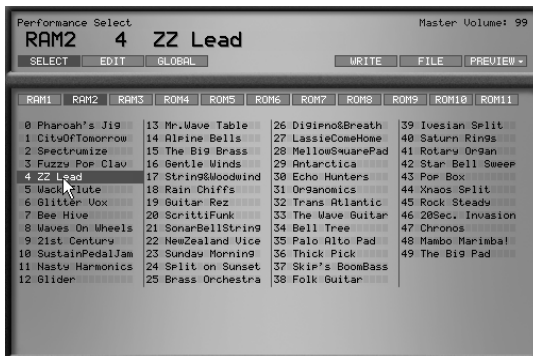 Performance Select
Master Volume: 99
RAM2 4 ZZ Lead
SELECT EDIT GLOBAL WRITE FILE PREVIEW
RAM1 RAM2 RAM3 ROM4 ROM5 ROM6 ROM7 ROM8 ROM9 ROM10 ROM11
0 Pharoah's Jig
1 CityOfTomorrow
2 Spectrumize
3 Fuzzy Pop Clav
4 ZZ Lead
5 Wack Flute
6 Glitter Vox
7 Bee Hive
8 Waves On Wheels
9 21st Century
10 SustainPedalJam
11 Nasty Harmonics
12 Glider
13 Mr.Wave Table
14 Alpine Bells
15 The Big Brass
16 Gentle Winds
17 String&Woodwind
18 Rain Chiffs
19 Guitar Rez
20 ScrittiFunk
21 SonarBellString
22 NewZealand Vice
23 Sunday Morning
24 Split on Sunset
25 Brass Orchestra
26 Digipno&Breath
27 LassieComeHome
28 MellowSquarePad
29 Antarctica
30 Echo Hunters
31 Organomics
32 Trans Atlantic
33 The Wave Guitar
34 Bell Tree
35 Palo Alto Pad
36 Thick Pick
37 Skip's BoomBass
38 Folk Guitar
39 Ivesian Split
40 Saturn Rings
41 Rotary Organ
42 Star Bell Sweep
43 Pop Box
44 Xnaos Split
45 Rock Steady
46 20Sec. Invasion
47 Chronos
48 Mambo Marimba!
49 The Big Pad